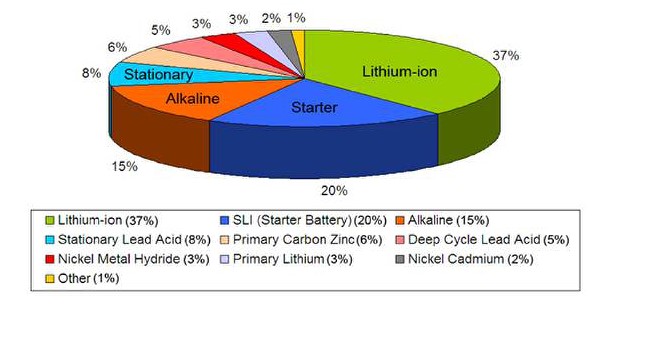 3% 3% 2% 1%
5%
6%
37%
8% Stationary
Lithium-ion
Alkaline
Starter
15%
20%
Lithium-ion (37%) SLI (Starter Battery) (20%) Alkaline (15%)
Stationary Lead Acid (8%) Primary Carbon Zinc (6%) Deep Cycle Lead Acid (5%)
Nickel Metal Hydride (3%) Primary Lithium (3%) Nickel Cadmium (2%)
Other (1%)